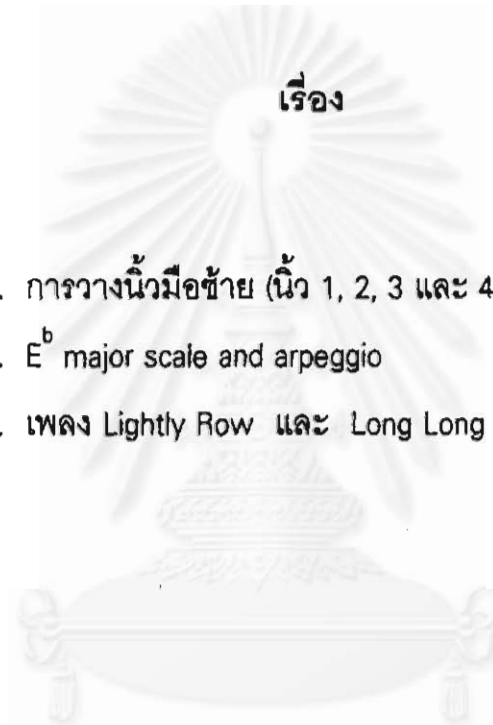 เรื่อง
. การวางนิ้วมือซ้าย (นิ้ว 1, 2, 3 และ 4
. E^b major scale and arpeggio
. เพลง Lightly Row และ Long Long